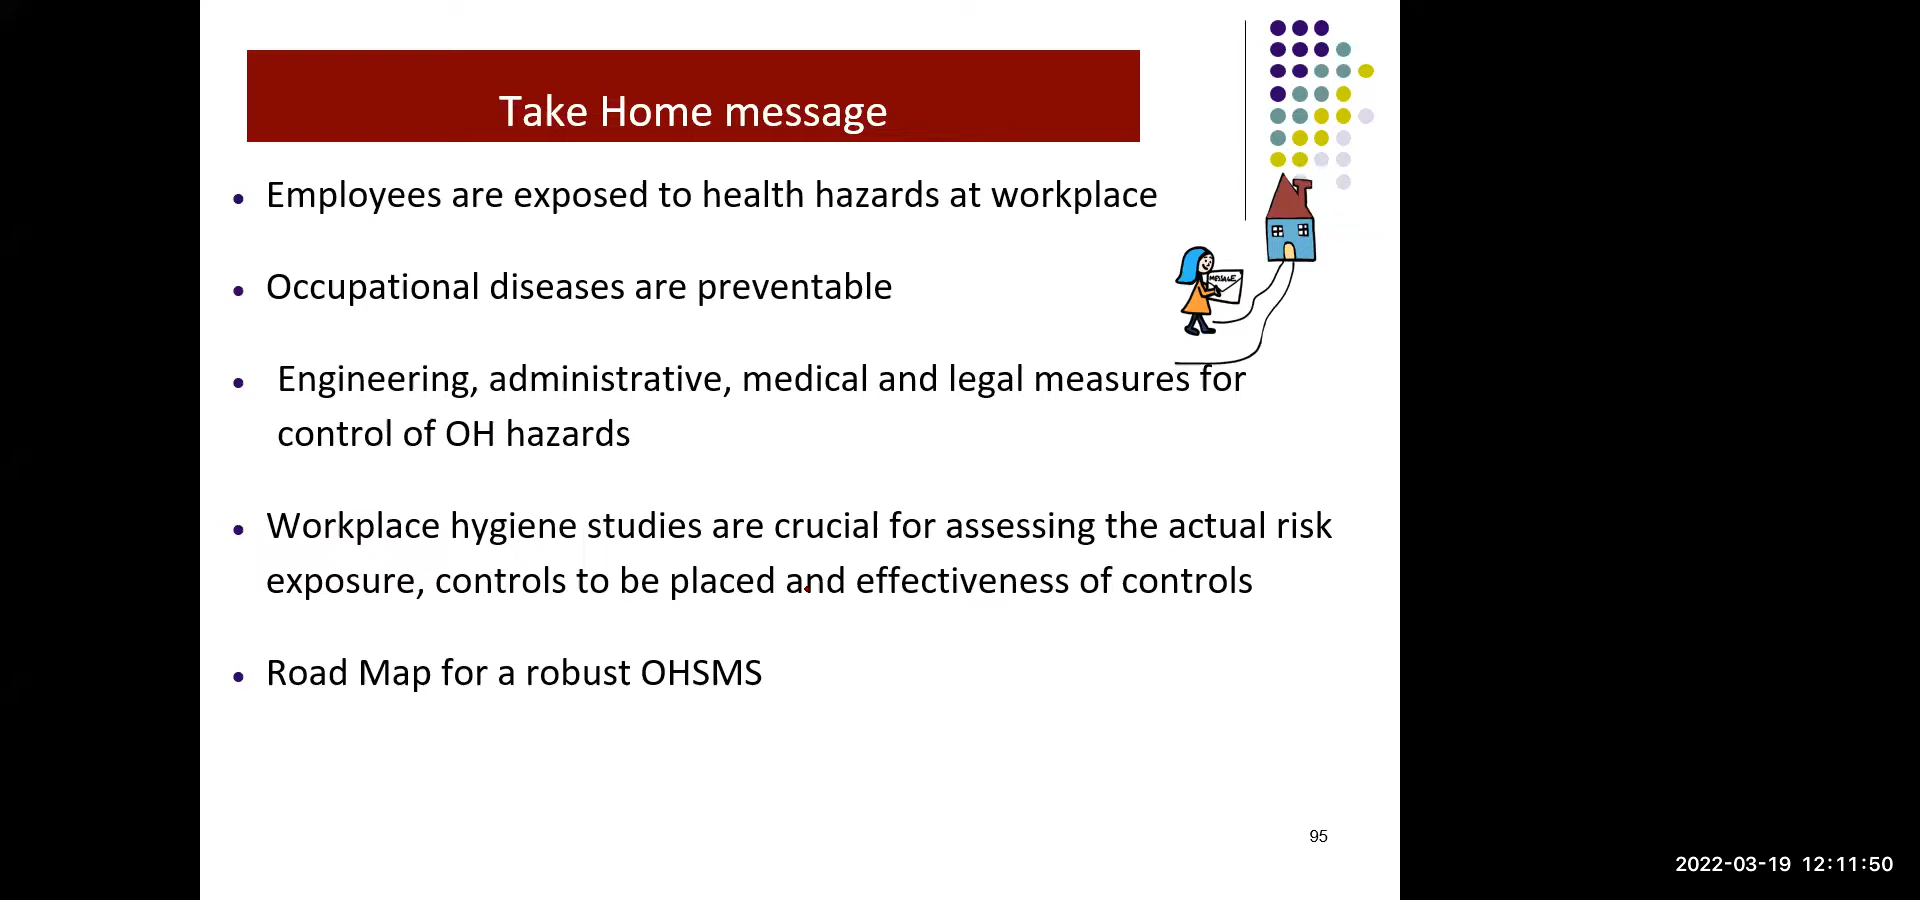 Take Home message
• Employees are exposed to health hazards at workplace
MESSAGE
• Occupational diseases are preventable
• Engineering, administrative, medical and legal measures for
control of OH hazards
• Workplace hygiene studies are crucial for assessing the actual risk
exposure, controls to be placed and effectiveness of controls
• Road Map for a robust OHSMS
95
2022-03-19 12:11:50